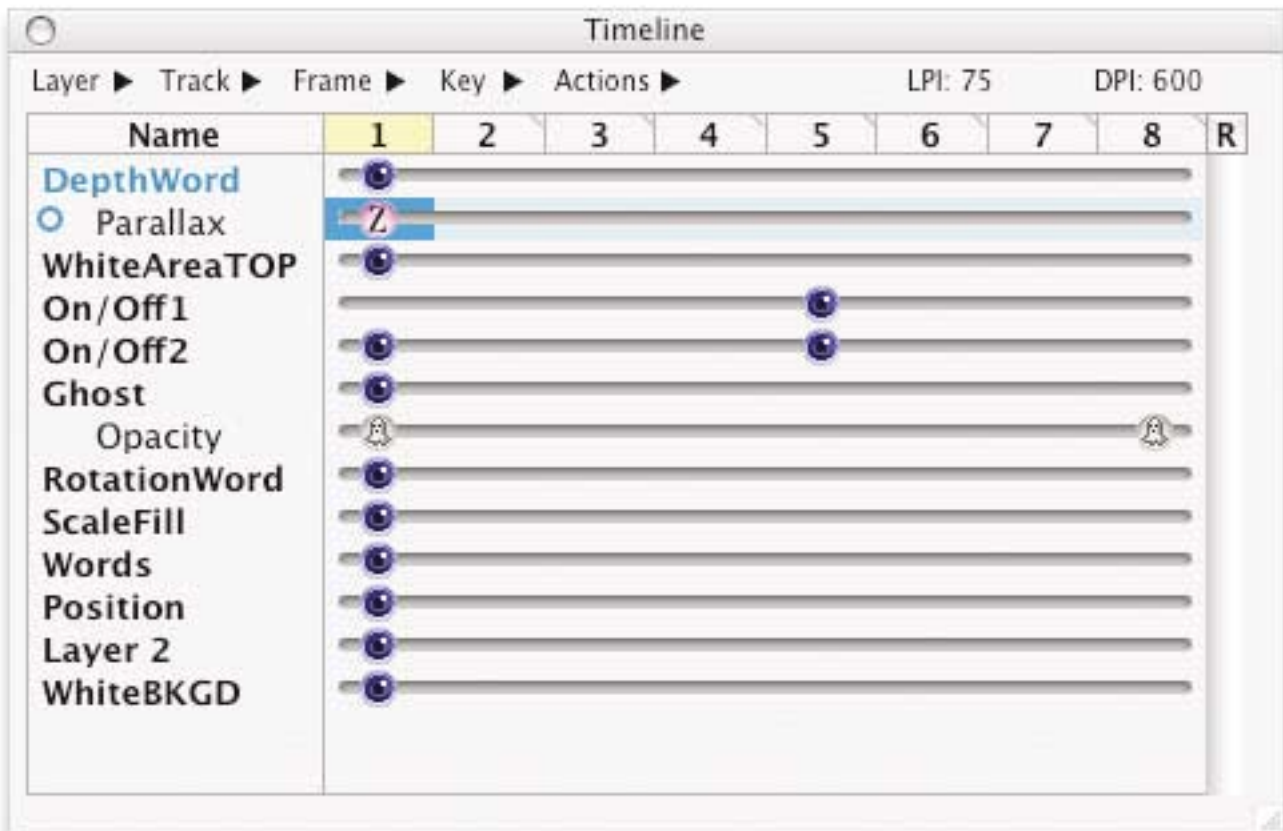 Timeline
Layer ▶ Track ▶ Frame ▶ Key ▶ Actions ▶ LPI: 75 DPI: 600
Name 1 2 3 4 5 6 7 8 R
DepthWord
Parallax Z
WhiteAreaTOP
On/Off1
On/Off2
Ghost
Opacity
RotationWord
ScaleFill
Words
Position
Layer 2
WhiteBKGD